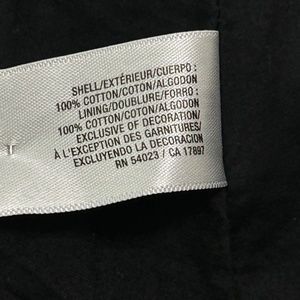 SHELL/EXTÉRIEUR/CUERPO :
100% COTTON/COTON/ALGODON
LINING/DOUBLURE/FORRO :
100% COTTON/COTON/ALGODON
EXCLUSIVE OF DECORATION/
À L'EXCEPTION DES GARNITURES/
EXCLUYENDO LA DECORACION
RN 54023 / CA 17897